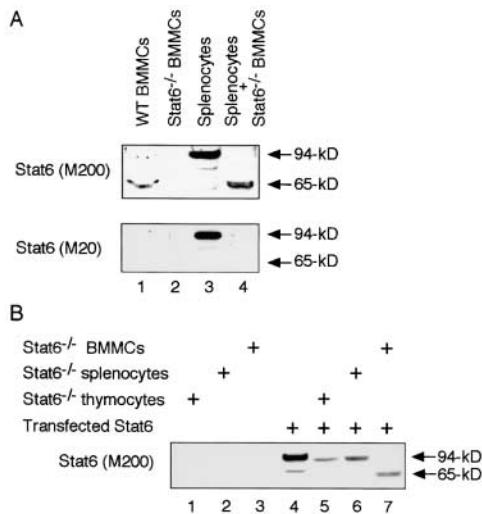 A
WT BMMCs
Stat6-/- BMMCs
Splenocytes
Splenocytes
+
Stat6-/- BMMCs
Stat6 (M200)
94-kD
65-kD
Stat6 (M20)
94-kD
65-kD
1 2 3 4
B
Stat6-/- BMMCs + +
Stat6-/- splenocytes + +
Stat6-/- thymocytes + +
Transfected Stat6 + + + +
Stat6 (M200)
94-kD
65-kD
1 2 3 4 5 6 7